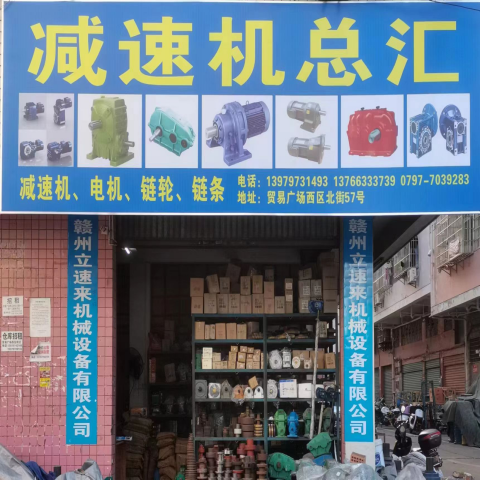 减速机总汇
减速机、电机、链轮、链条
电话：13979731493 13766333739 0797-7039283
地址：贸易广场西区北街57号
赣州立速来机械设备有限公司
赣州立速来机械设备有限公司